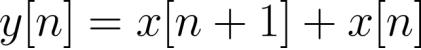 y[n] = x[n + 1] + x[n]